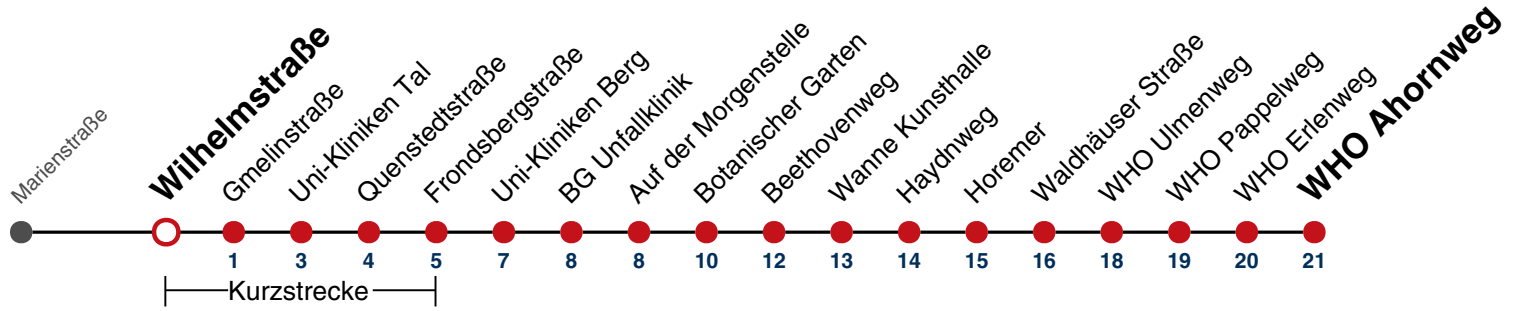 Marienstraße
Wilhelmstraße
Gmelinstraße
Uni-Kliniken Tal
Quenstedtstraße
Frondsbergstraße
Uni-Kliniken Berg
BG Unfallklinik
Auf der Morgenstelle
Botanischer Garten
Beethovenweg
Wanne Kunsthalle
Haydnweg
Horemer
Waldhäuser Straße
WHO Ulmenweg
WHO Pappelweg
WHO Erlenweg
WHO Ahornweg
1 3 4 5 7 8 8 10 12 13 14 15 16 18 19 20 21
Kurzstrecke